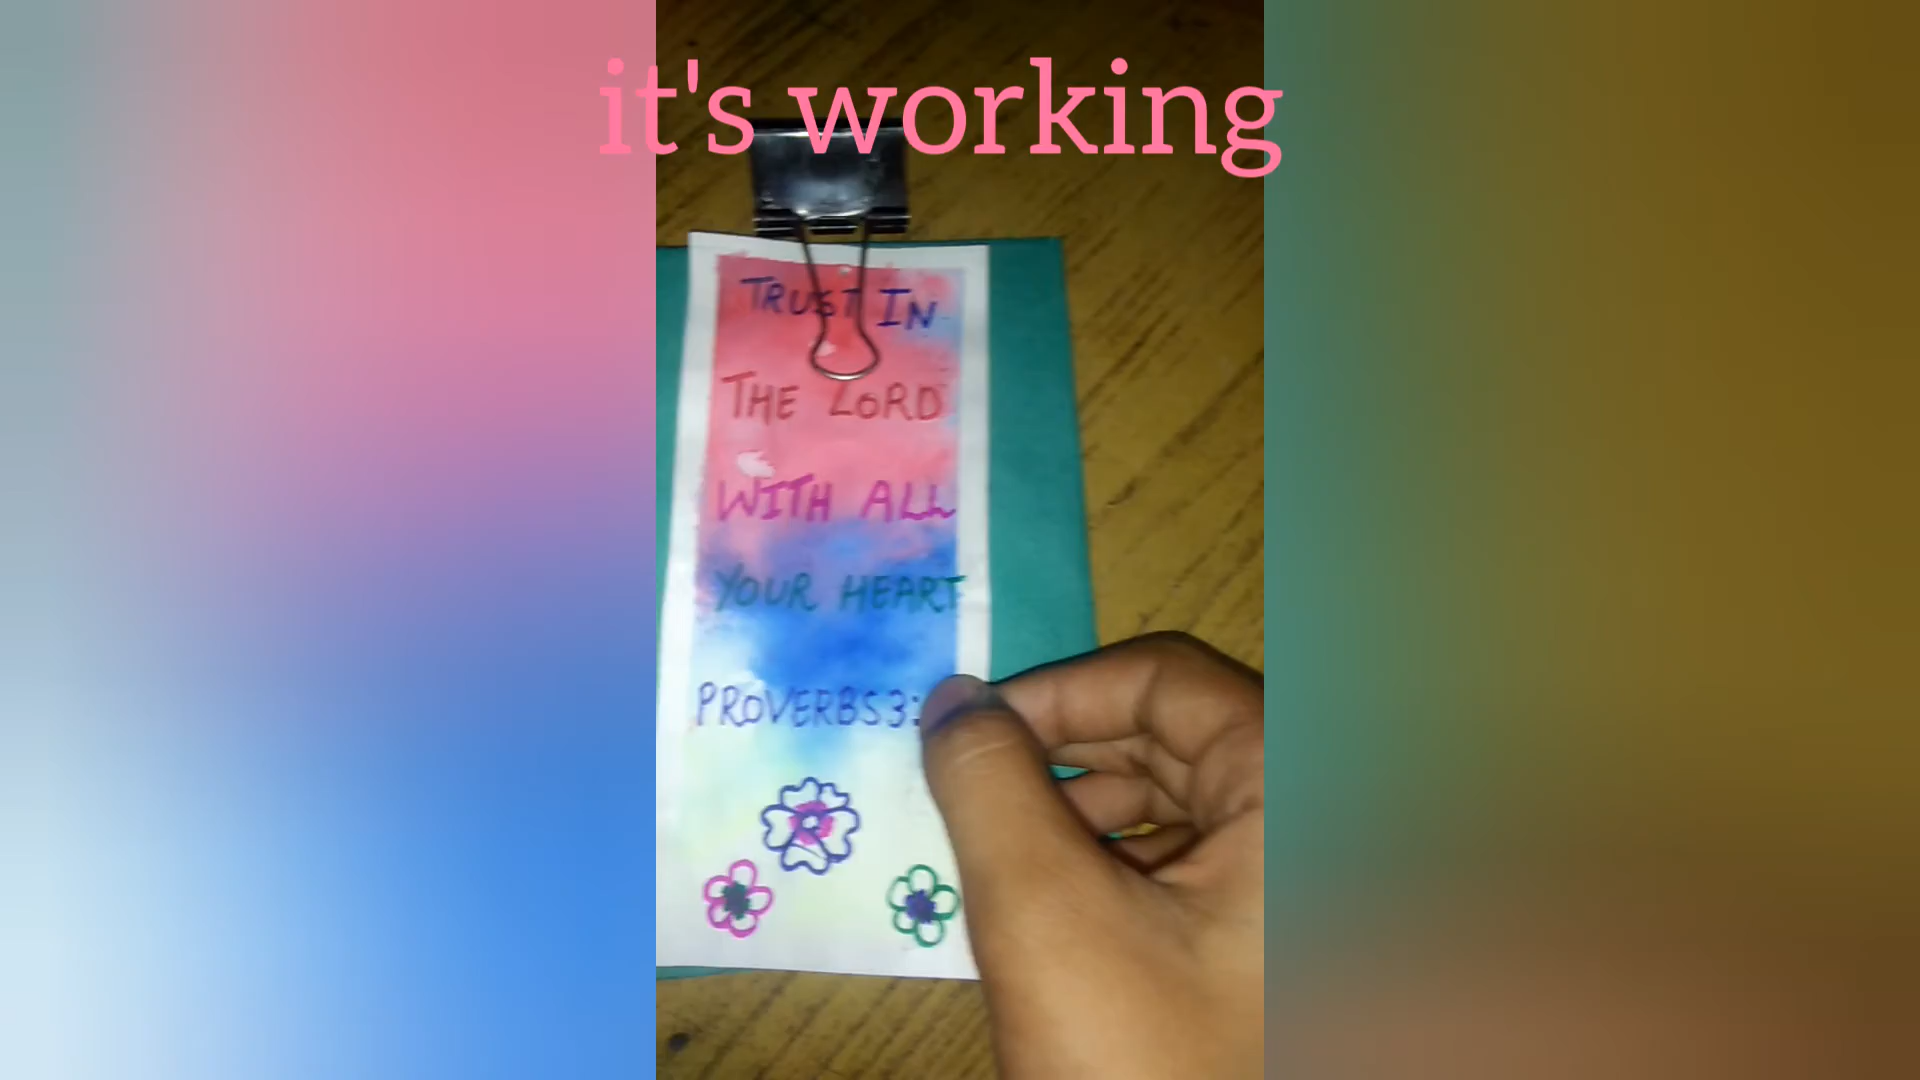 it's working
TRUST IN
THE LORD
WITH ALL
YOUR HEART
PROVERBS 3: